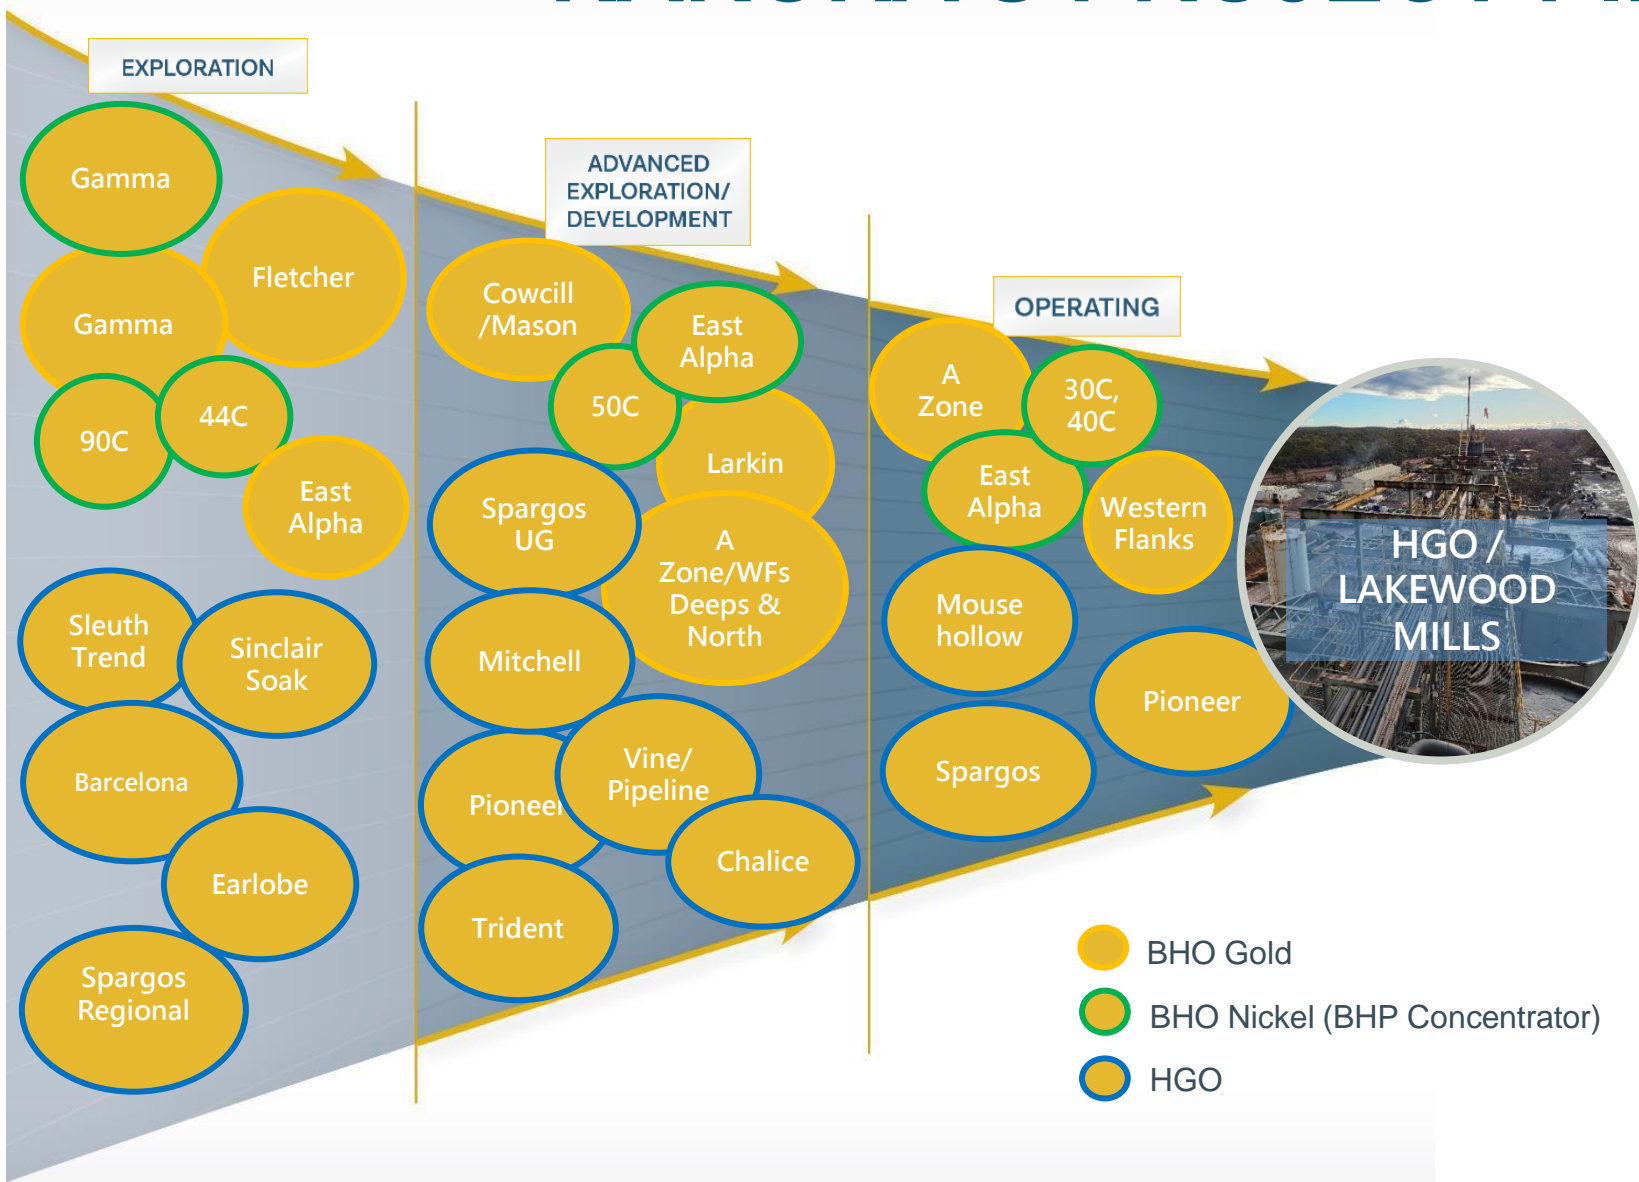 EXPLORATION
Gamma
Fletcher
Gamma
44C
90C
East
Alpha
Sleuth
Trend
Sinclair
Soak
Barcelona
Earlobe
Spargos
Regional
ADVANCED
EXPLORATION/
DEVELOPMENT
Cowcill
/Mason
East
Alpha
50C
Larkin
Spargos
UG
A
Zone/WFs
Deeps &
North
Mitchell
Vine/
Pipeline
Pioneer
Chalice
Trident
OPERATING
A
Zone
30C,
40C
East
Alpha
Western
Flanks
Mouse
hollow
Pioneer
Spargos
HGO /
LAKEWOOD
MILLS
BHO Gold
BHO Nickel (BHP Concentrator)
HGO